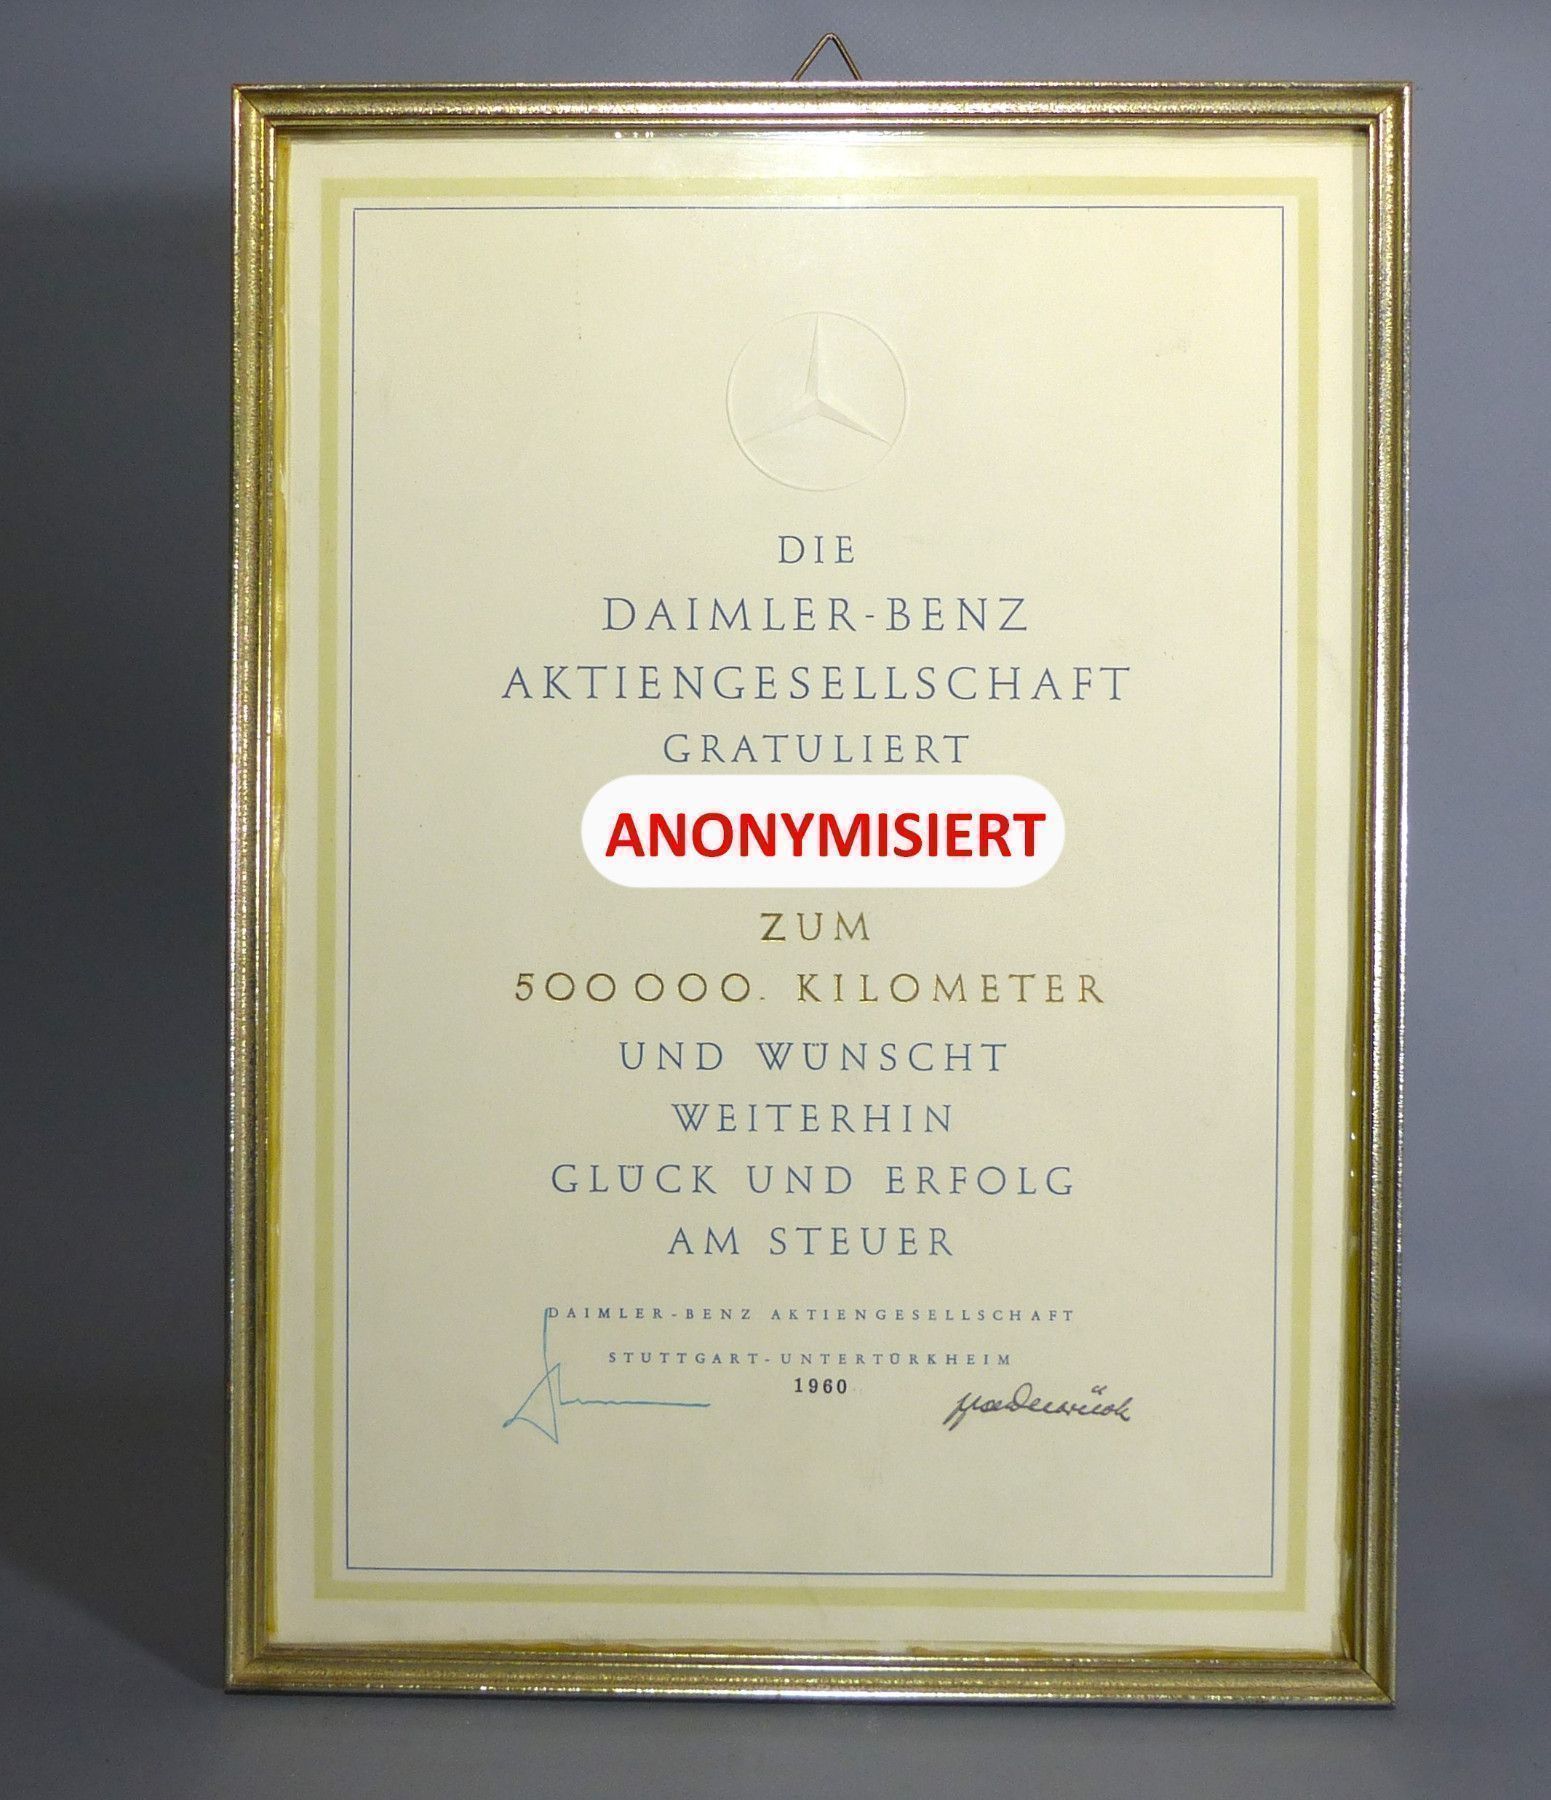 DIE
DAIMLER-BENZ
AKTIENGESELLSCHAFT
GRATULIERT
ANONYMISIERT
ZUM
500000. KILOMETER
UND WÜNSCHT
WEITERHIN
GLÜCK UND ERFOLG
AM STEUER
DAIMLER-BENZ AKTIENGESELLSCHAFT
STUTTGART-UNTERTÜRKHEIM
1960